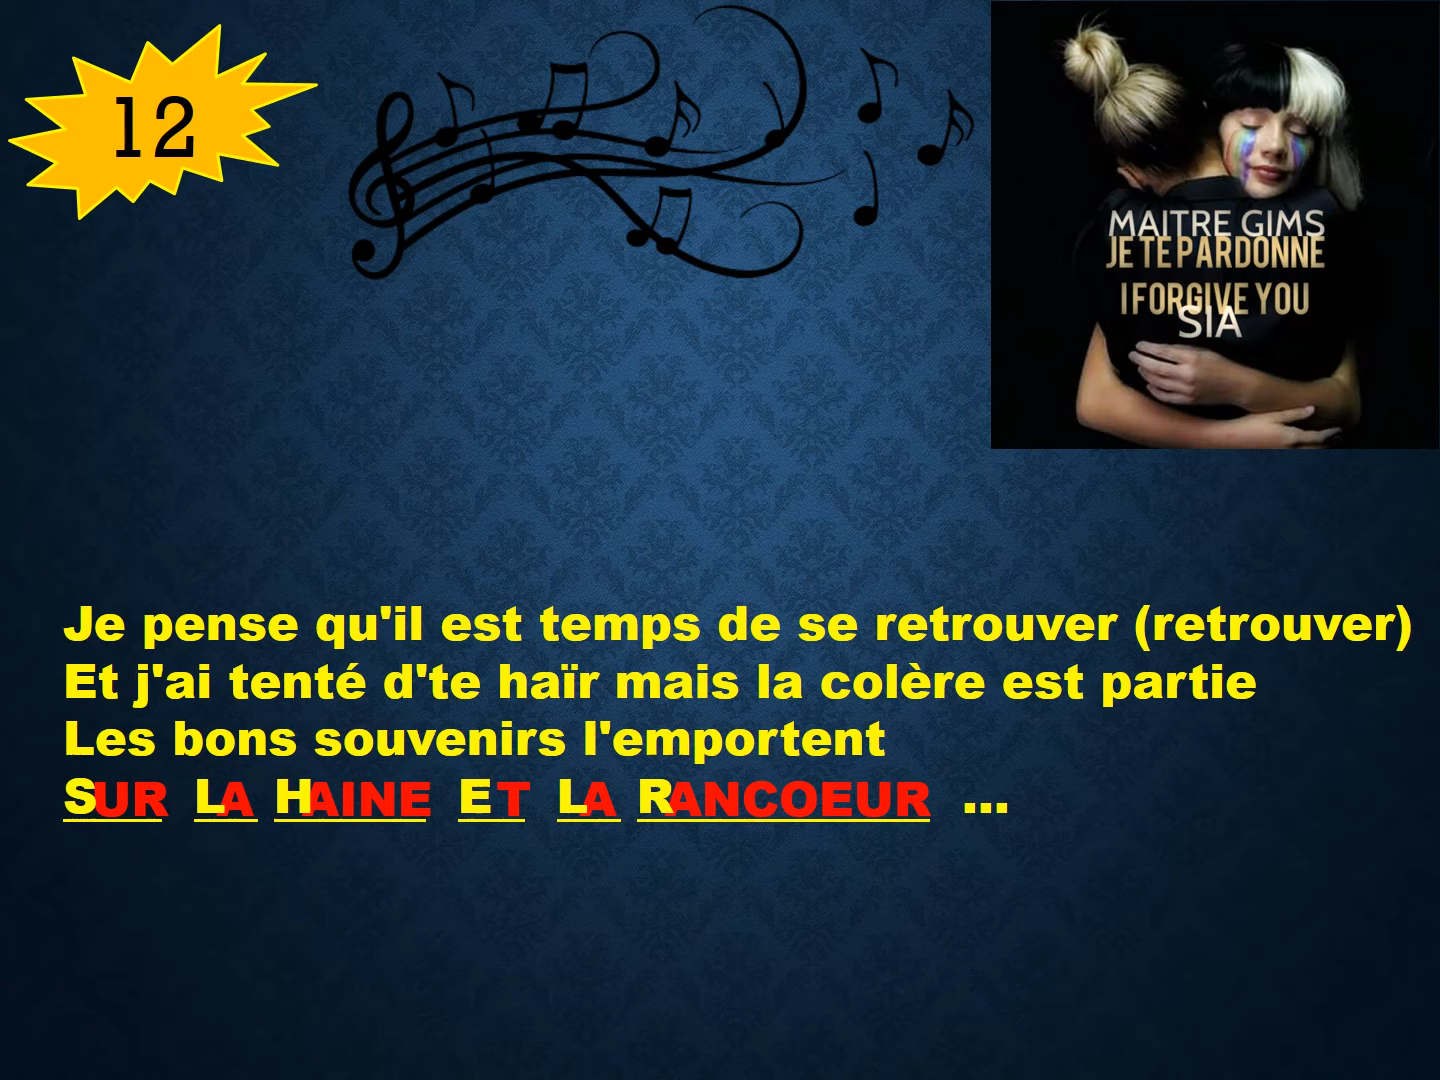 12
MAITRE GIMS
JE TE PARDONNE
I FORGIVE YOU
SIA
Je pense qu'il est temps de se retrouver (retrouver)
Et j'ai tenté d'te haïr mais la colère est partie
Les bons souvenirs l'emportent
SUR LA HAINE ET LA RANCOEUR ...